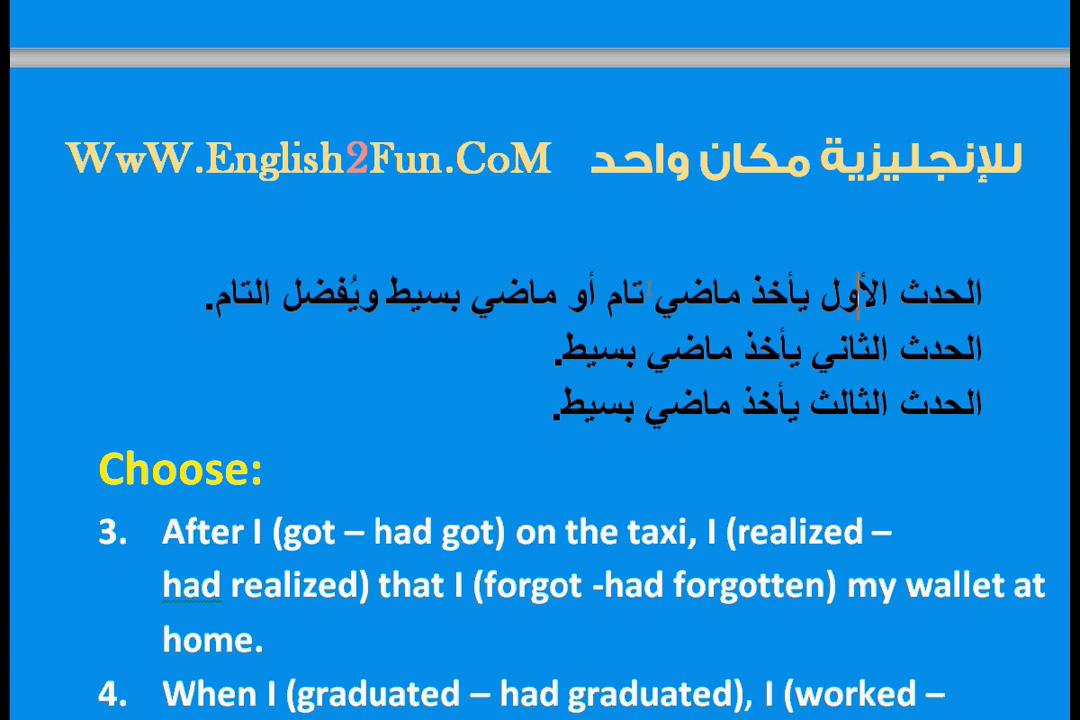 WwW.English2Fun.CoM للإنجليزية مكان واحد
الحدث الأول يأخذ ماضي تام أو ماضي بسيط ويُفضل التام.
الحدث الثاني يأخذ ماضي بسيط.
الحدث الثالث يأخذ ماضي بسيط.
Choose:
3. After I (got – had got) on the taxi, I (realized –
had realized) that I (forgot -had forgotten) my wallet at
home.
4. When I (graduated – had graduated), I (worked –